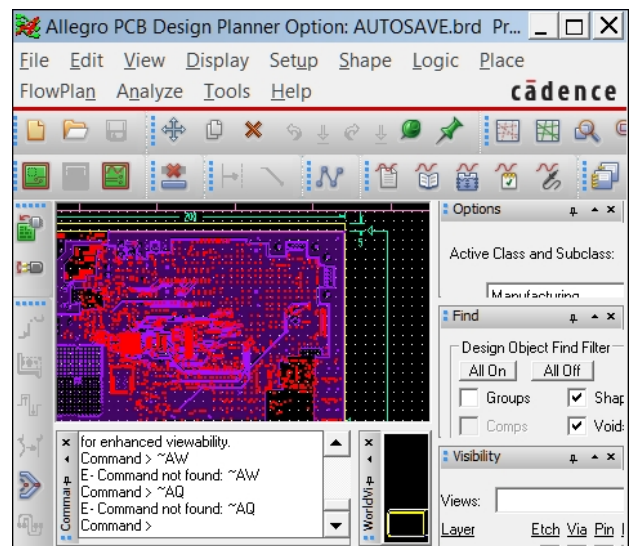 Allegro PCB Design Planner Option: AUTOSAVE.brd Pr...
File Edit View Display Setup Shape Logic Place
FlowPlan Analyze Tools Help cādence
200
5
Options
Active Class and Subclass:
Manufacturing
Find
Design Object Find Filter
All On All Off
Groups Shap
Comps Void
for enhanced viewability.
Command > ~AW
E- Command not found: ~AW
Command > ~AQ
E- Command not found: ~AQ
Command >
Command
WorldVi
Visibility
Views:
Layer Etch Via Pin